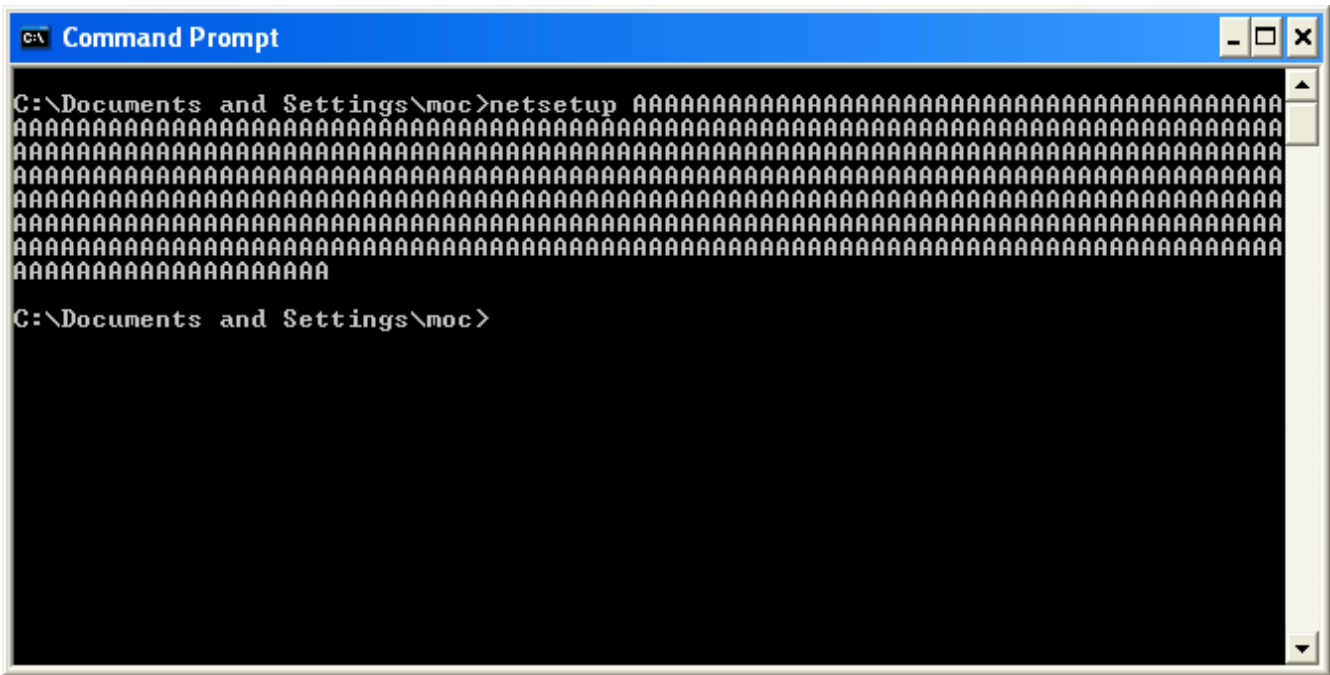 Command Prompt
C:\Documents and Settings\moc>netsetup AAAAAAAAAAAAAAAAAAAAAAAAAAAAAAAAAAAAAAAAA
AAAAAAAAAAAAAAAAAAAAAAAAAAAAAAAAAAAAAAAAAAAAAAAAAAAAAAAAAAAAAAAAAAAAAAAAAAAAAAAA
AAAAAAAAAAAAAAAAAAAAAAAAAAAAAAAAAAAAAAAAAAAAAAAAAAAAAAAAAAAAAAAAAAAAAAAAAAAAAAAA
AAAAAAAAAAAAAAAAAAAAAAAAAAAAAAAAAAAAAAAAAAAAAAAAAAAAAAAAAAAAAAAAAAAAAAAAAAAAAAAA
AAAAAAAAAAAAAAAAAAAAAAAAAAAAAAAAAAAAAAAAAAAAAAAAAAAAAAAAAAAAAAAAAAAAAAAAAAAAAAAA
AAAAAAAAAAAAAAAAAAAAAAAAAAAAAAAAAAAAAAAAAAAAAAAAAAAAAAAAAAAAAAAAAAAAAAAAAAAAAAAA
AAAAAAAAAAAAAAAAAAAAAAAAAAAAAAAAAAAAAAAAAAAAAAAAAAAAAAAAAAAAAAAAAAAAAAAAAAAAAAAA
AAAAAAAAAAAAAAAAAAAA
C:\Documents and Settings\moc>